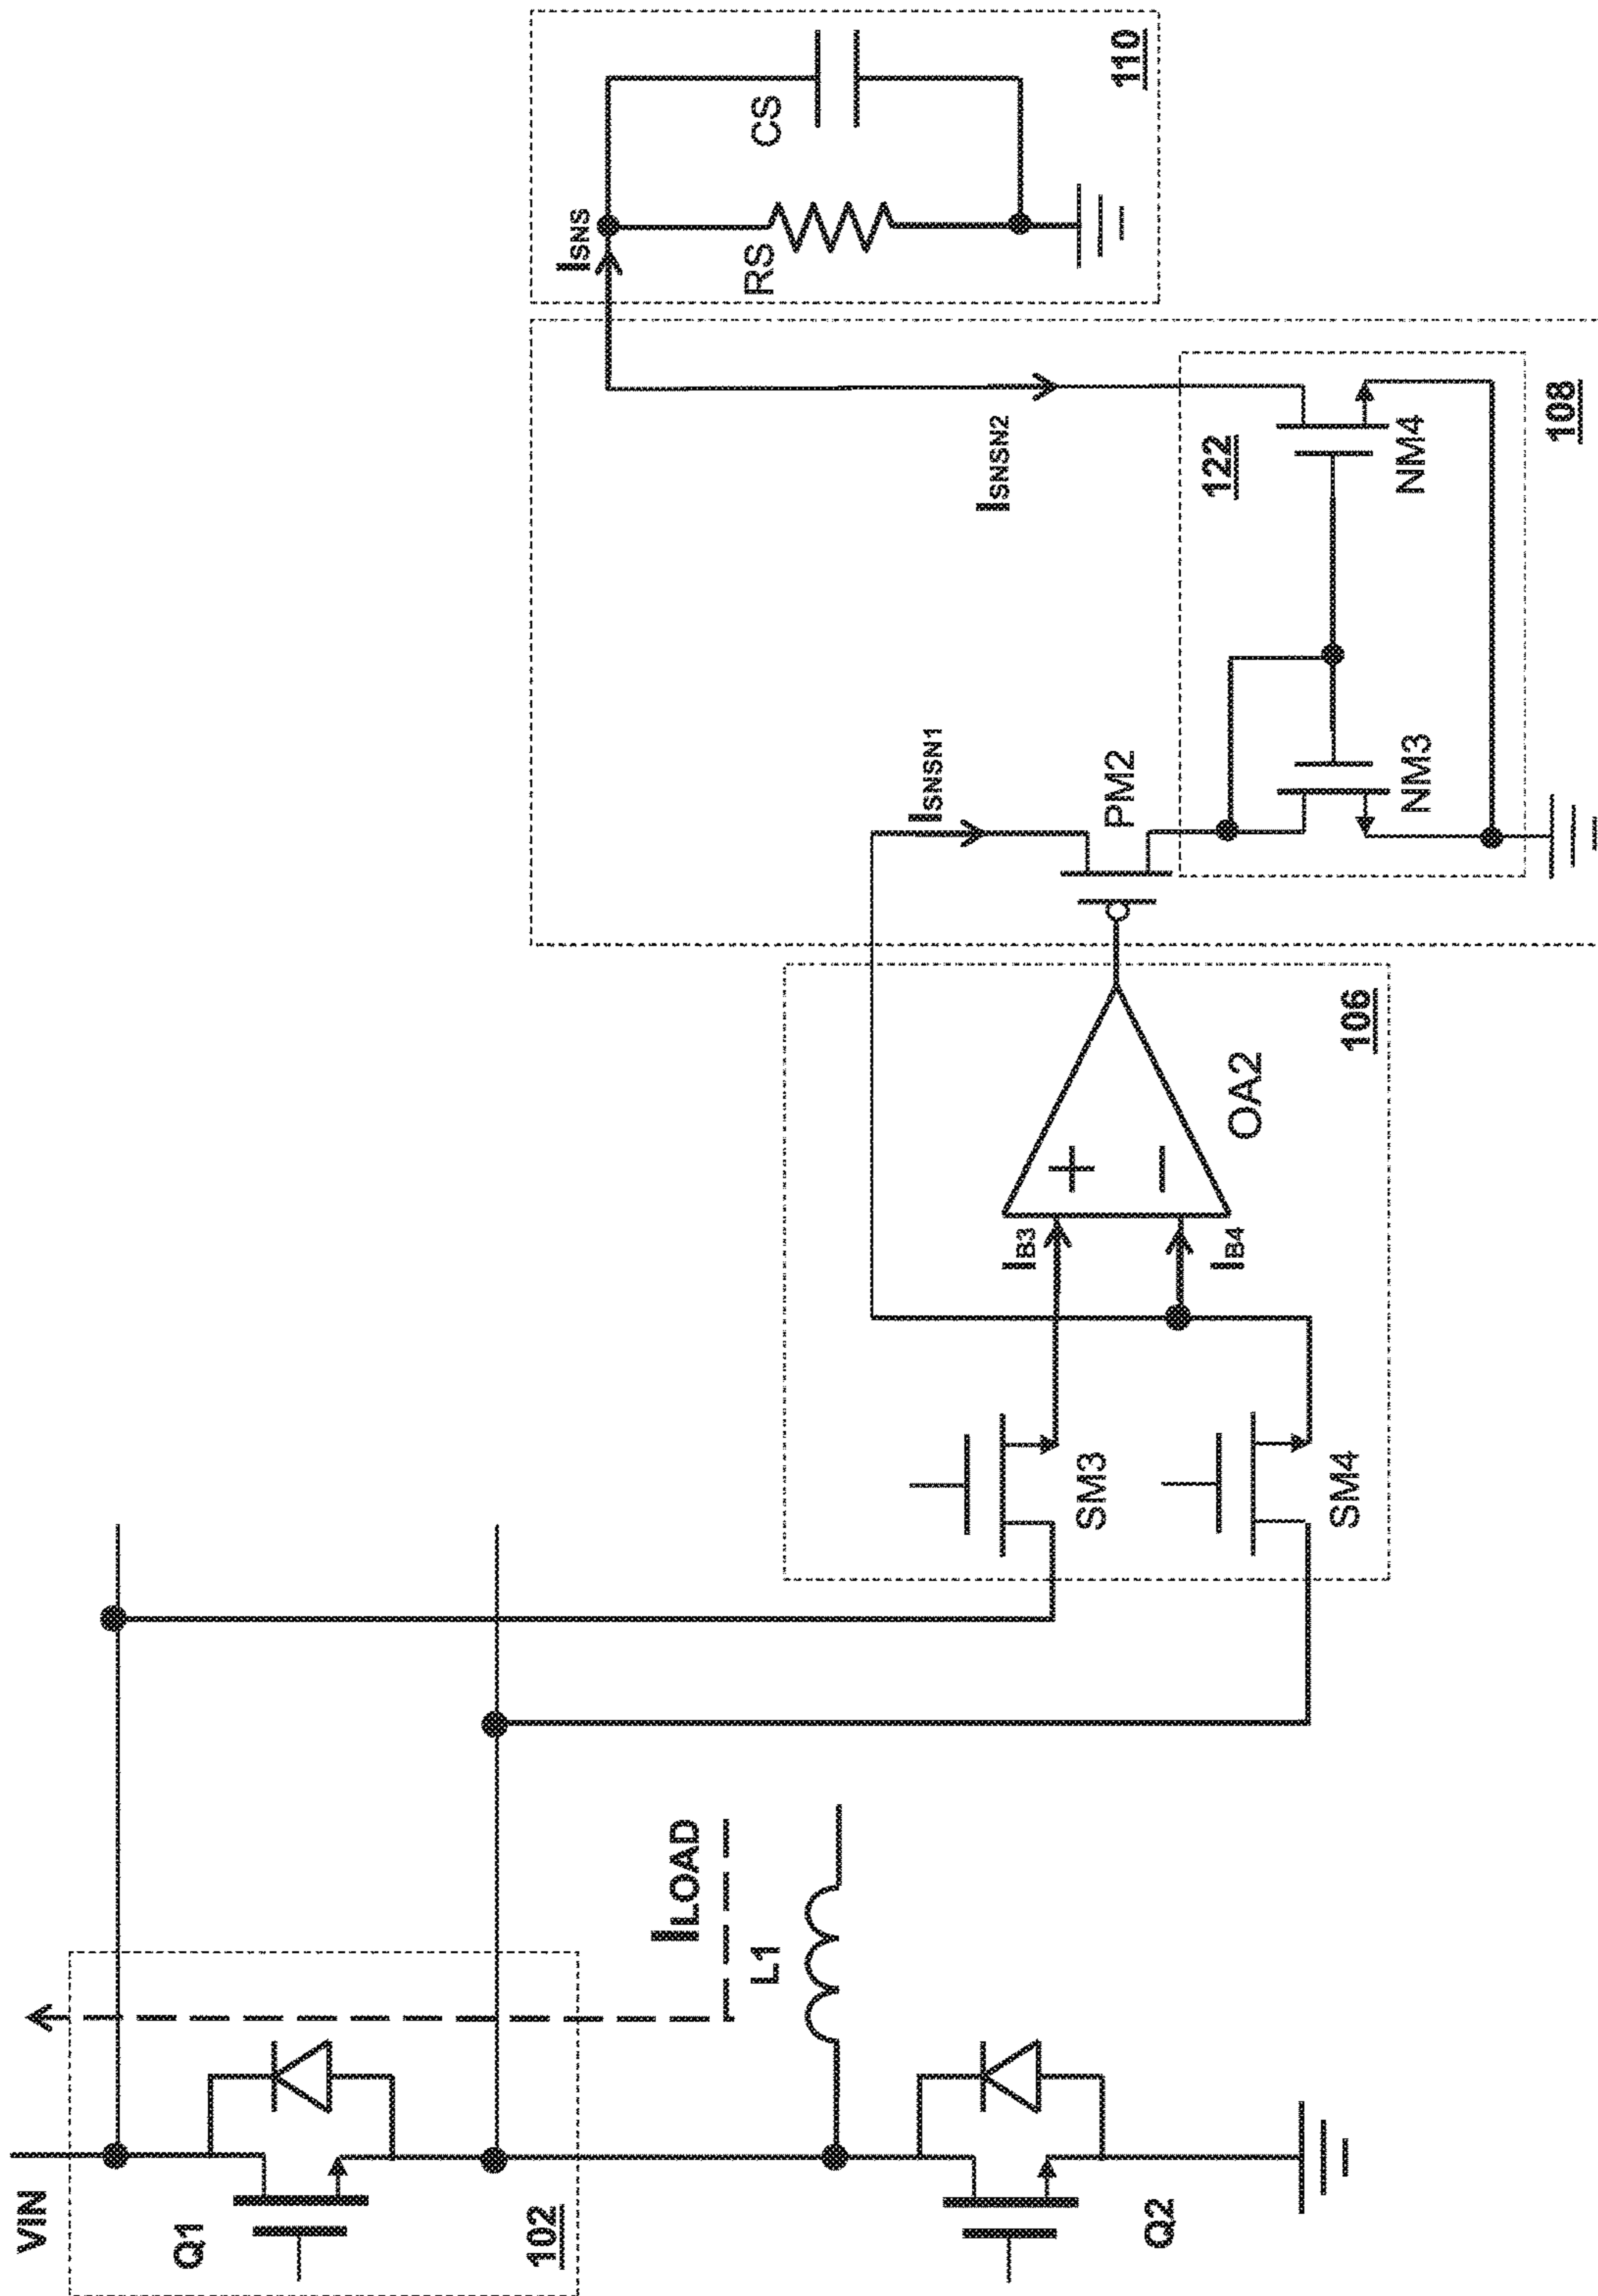 VIN
Q1
102
ILOAD
L1
Q2
SM3
SM4
IB3
IB4
+
−
OA2
106
ISNSN1
PM2
NM3
122
NM4
ISNSN2
108
ISNS
RS
CS
110